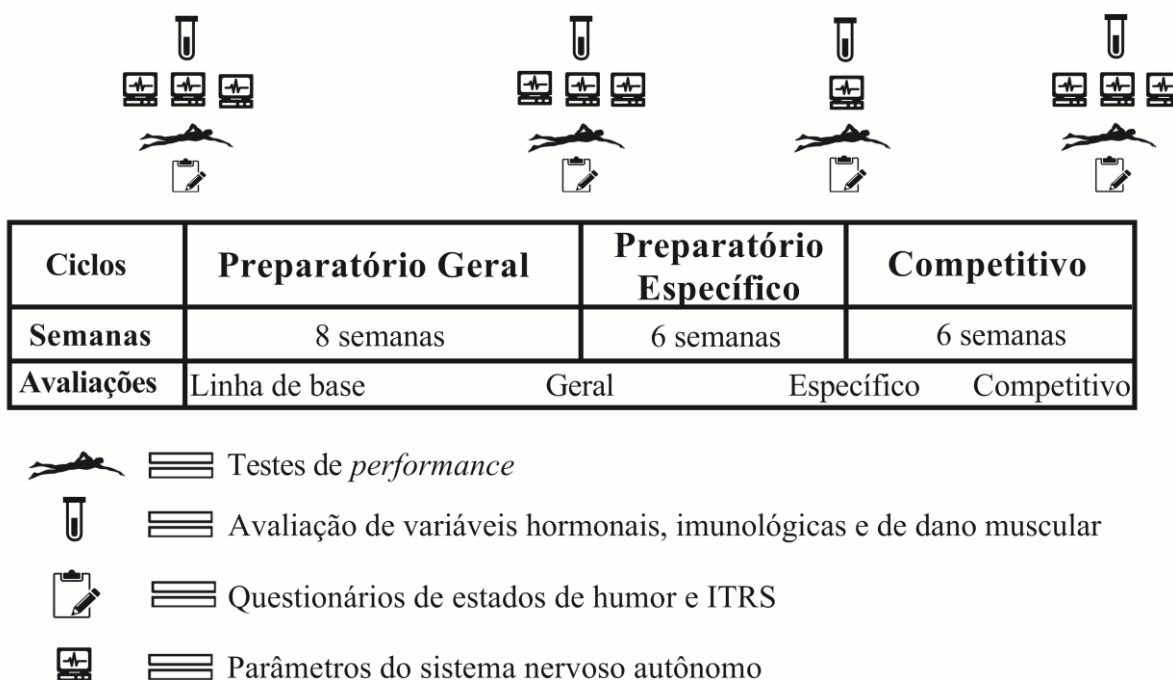 Ciclos Preparatório Geral Preparatório Específico Competitivo
Semanas 8 semanas 6 semanas 6 semanas
Avaliações Linha de base Geral Específico Competitivo
Testes de performance
Avaliação de variáveis hormonais, imunológicas e de dano muscular
Questionários de estados de humor e ITRS
Parâmetros do sistema nervoso autônomo